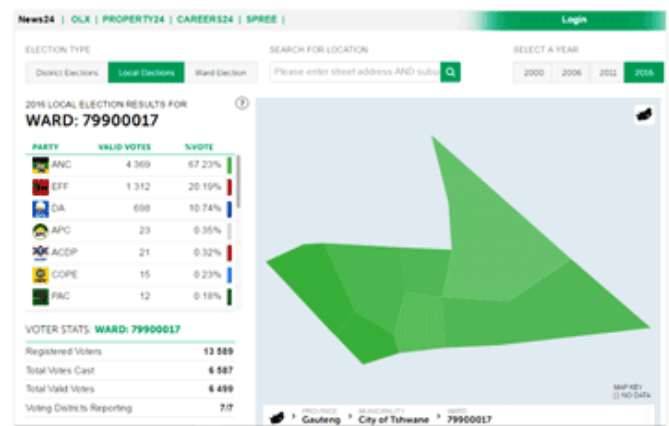 News24 | OLX | PROPERTY24 | CAREERS24 | SPREE |
Login
ELECTION TYPE
District Elections Local Elections Ward Election
SEARCH FOR LOCATION
Please enter street address AND subu
SELECT A YEAR
2000 2006 2011 2016
2016 LOCAL ELECTION RESULTS FOR ?
WARD: 79900017
PARTY VALID VOTES %VOTE
ANC 4 369 67.23%
EFF 1 312 20.19%
DA 698 10.74%
APC 23 0.35%
ACDP 21 0.32%
COPE 15 0.23%
PAC 12 0.18%
VOTER STATS: WARD: 79900017
Registered Voters 13 589
Total Votes Cast 6 587
Total Valid Votes 6 499
Voting Districts Reporting 7/7
MAP KEY
NO DATA
PROVINCE MUNICIPALITY WARD
Gauteng City of Tshwane 79900017